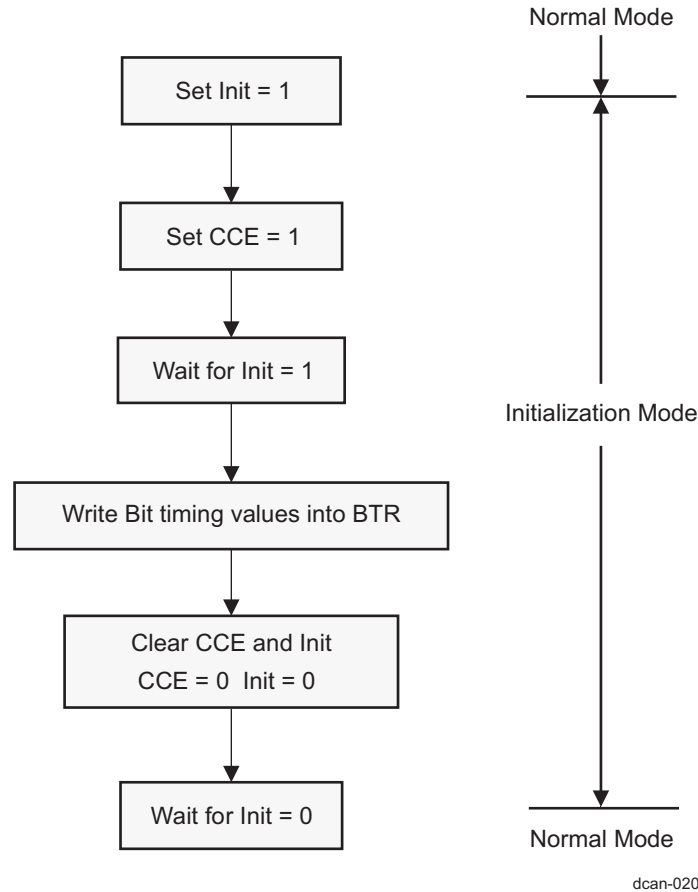 Normal Mode
Set Init = 1
Set CCE = 1
Wait for Init = 1
Initialization Mode
Write Bit timing values into BTR
Clear CCE and Init
CCE = 0 Init = 0
Wait for Init = 0
Normal Mode
dcan-020